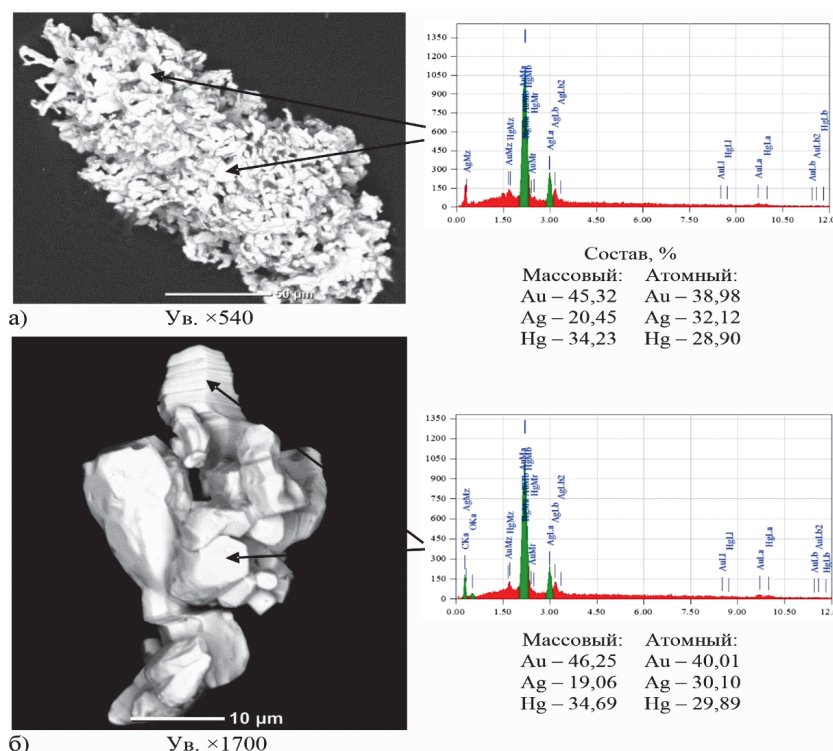 1350
1200
1050
900
750
600
450
300
150
0
AgMz
AuMz
HgMz
AuMa
HgMb
HgMr
AuMr
AgLa
AgLb
AgLb2
AuLl
HgLl
AuLa
HgLa
AuLb
AuLb2
HgLb
0.00 1.50 3.00 4.50 6.00 7.50 9.00 10.50 12.0
50 µm
а) Ув. ×540
Состав, %
Массовый: Атомный:
Au – 45,32 Au – 38,98
Ag – 20,45 Ag – 32,12
Hg – 34,23 Hg – 28,90
1350
1200
1050
900
750
600
450
300
150
0
CKa
AgMz
OKa
AuMz
HgMz
AuMa
HgMb
HgMr
AuMr
AgLa
AgLb
AgLb2
AuLl
HgLl
AuLa
HgLa
AuLb
AuLb2
HgLb
0.00 1.50 3.00 4.50 6.00 7.50 9.00 10.50 12.0
10 µm
б) Ув. ×1700
Массовый: Атомный:
Au – 46,25 Au – 40,01
Ag – 19,06 Ag – 30,10
Hg – 34,69 Hg – 29,89